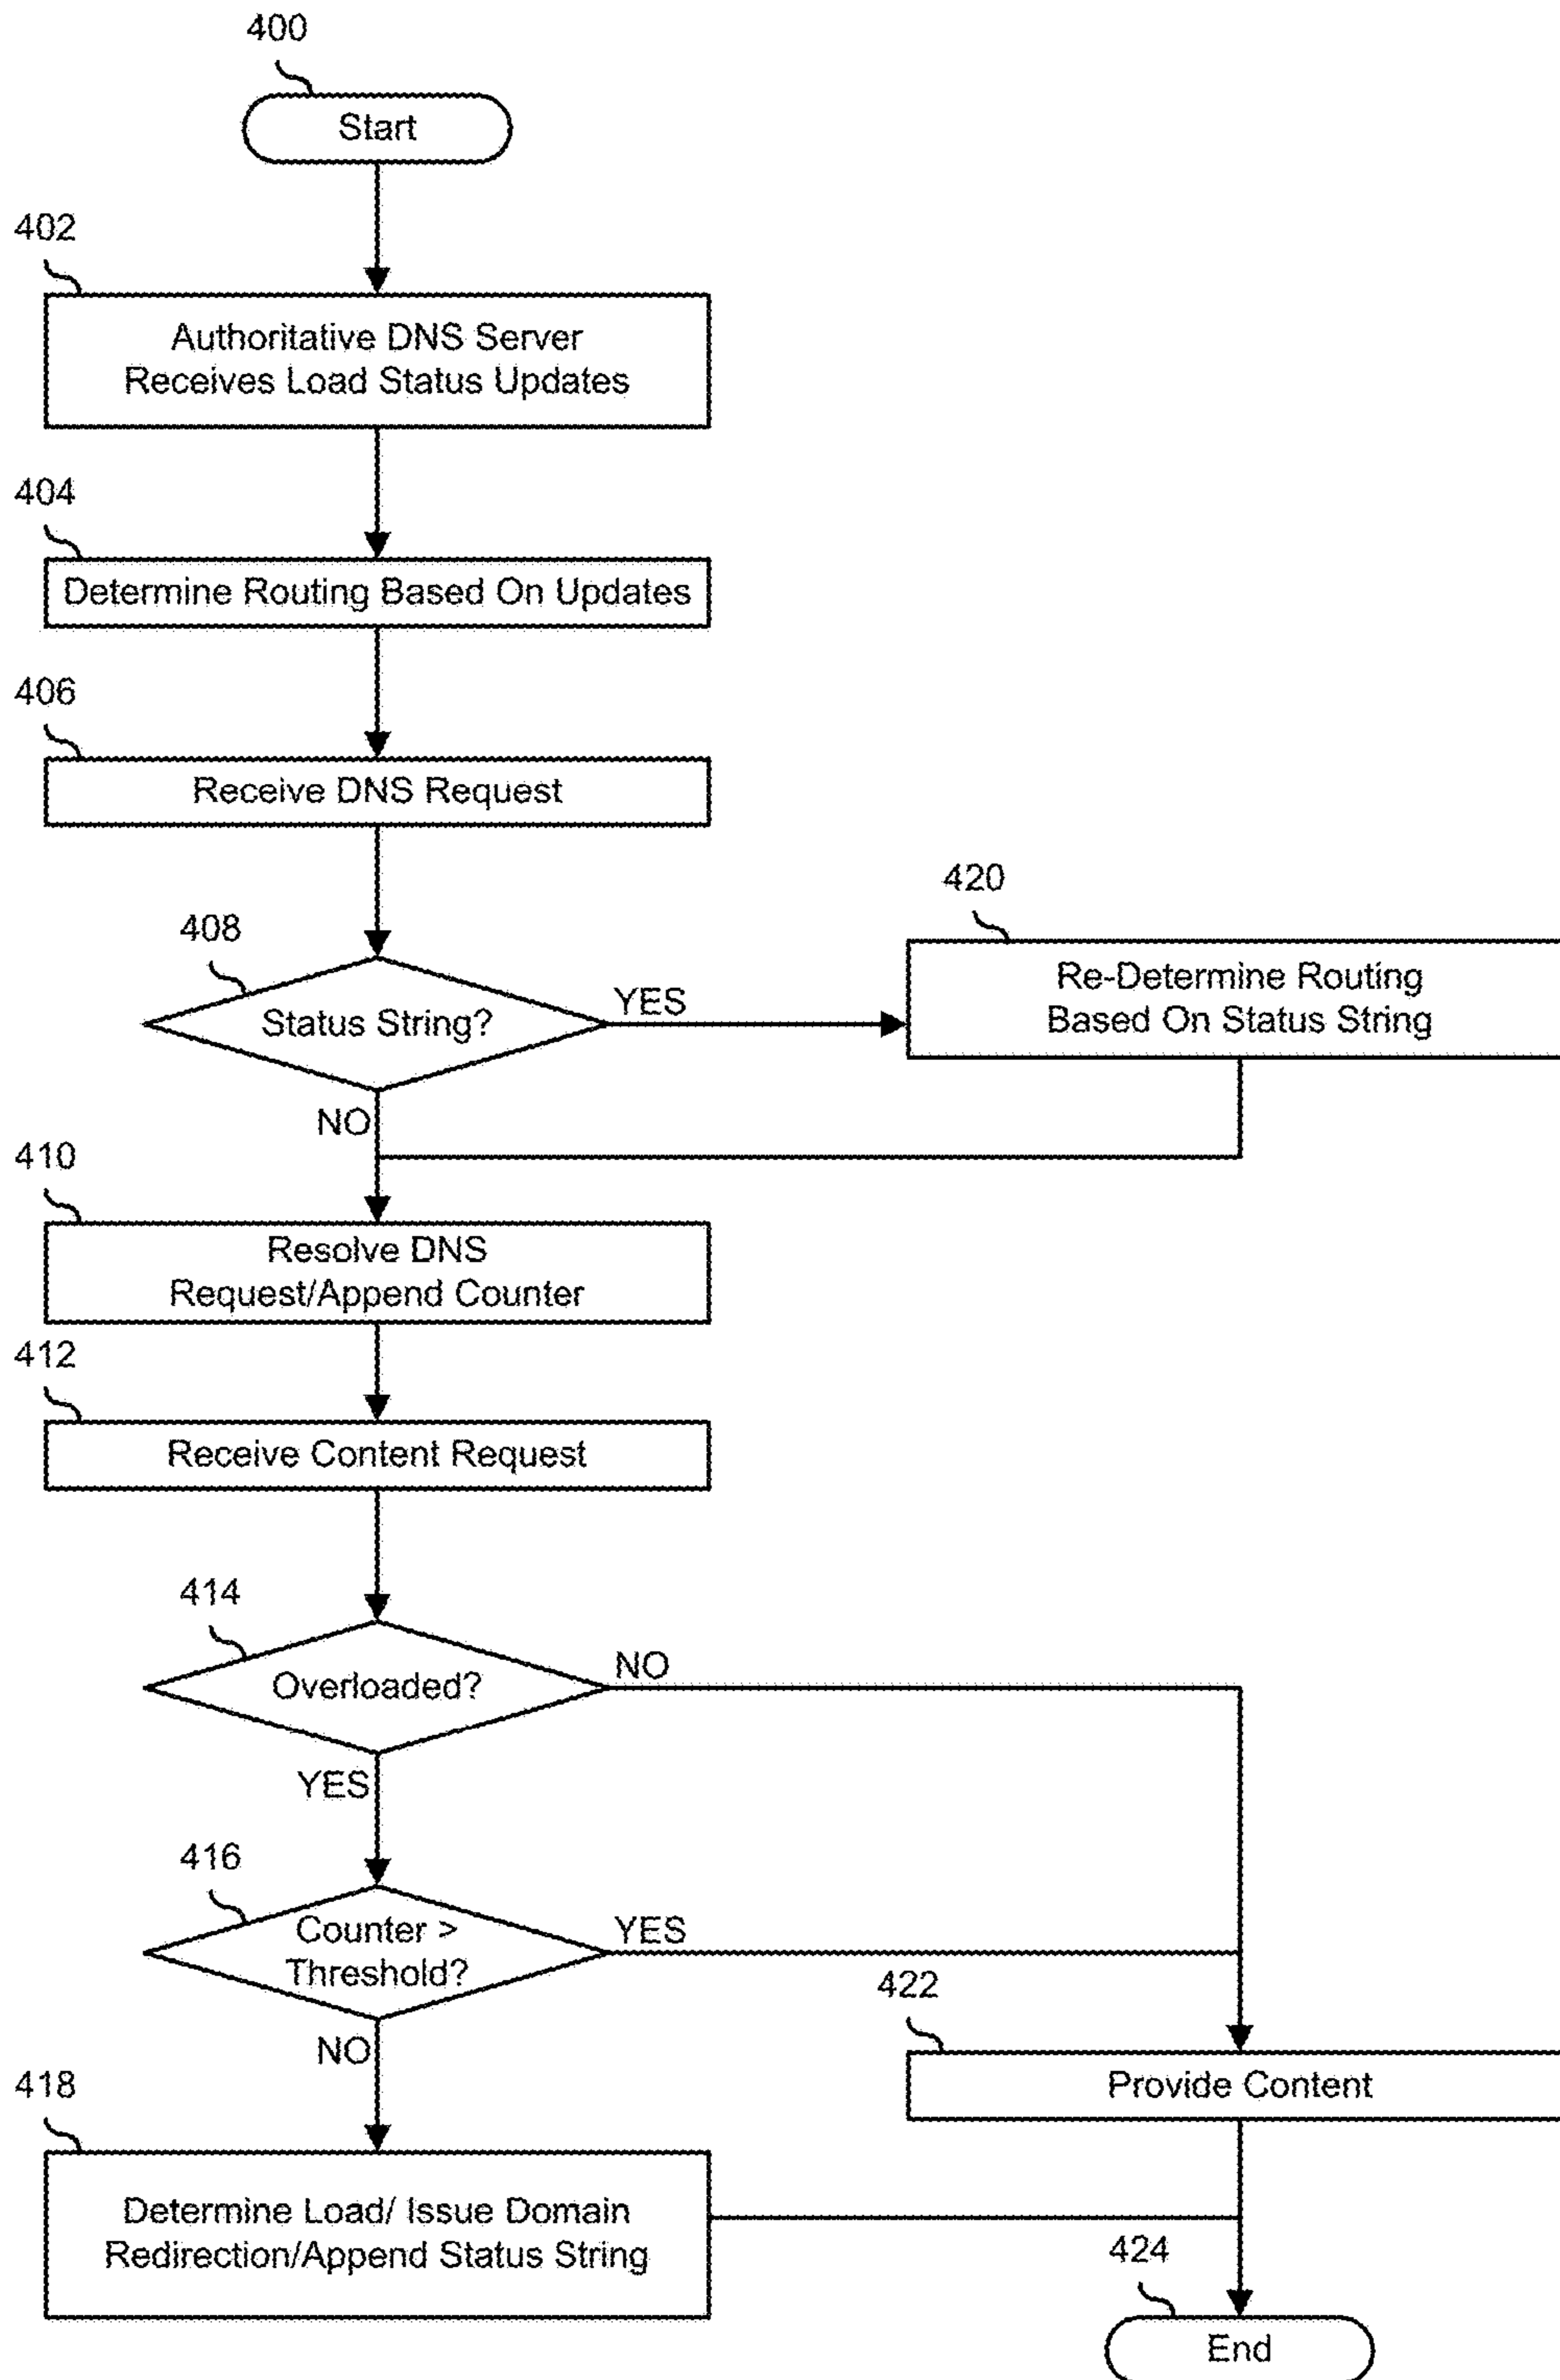 400
Start
402
Authoritative DNS Server
Receives Load Status Updates
404
Determine Routing Based On Updates
406
Receive DNS Request
420
408
Re-Determine Routing
Based On Status String
Status String?
YES
NO
410
Resolve DNS
Request/Append Counter
412
Receive Content Request
414
Overloaded?
NO
YES
416
Counter >
Threshold?
YES
422
NO
Provide Content
418
Determine Load/ Issue Domain
Redirection/Append Status String
424
End